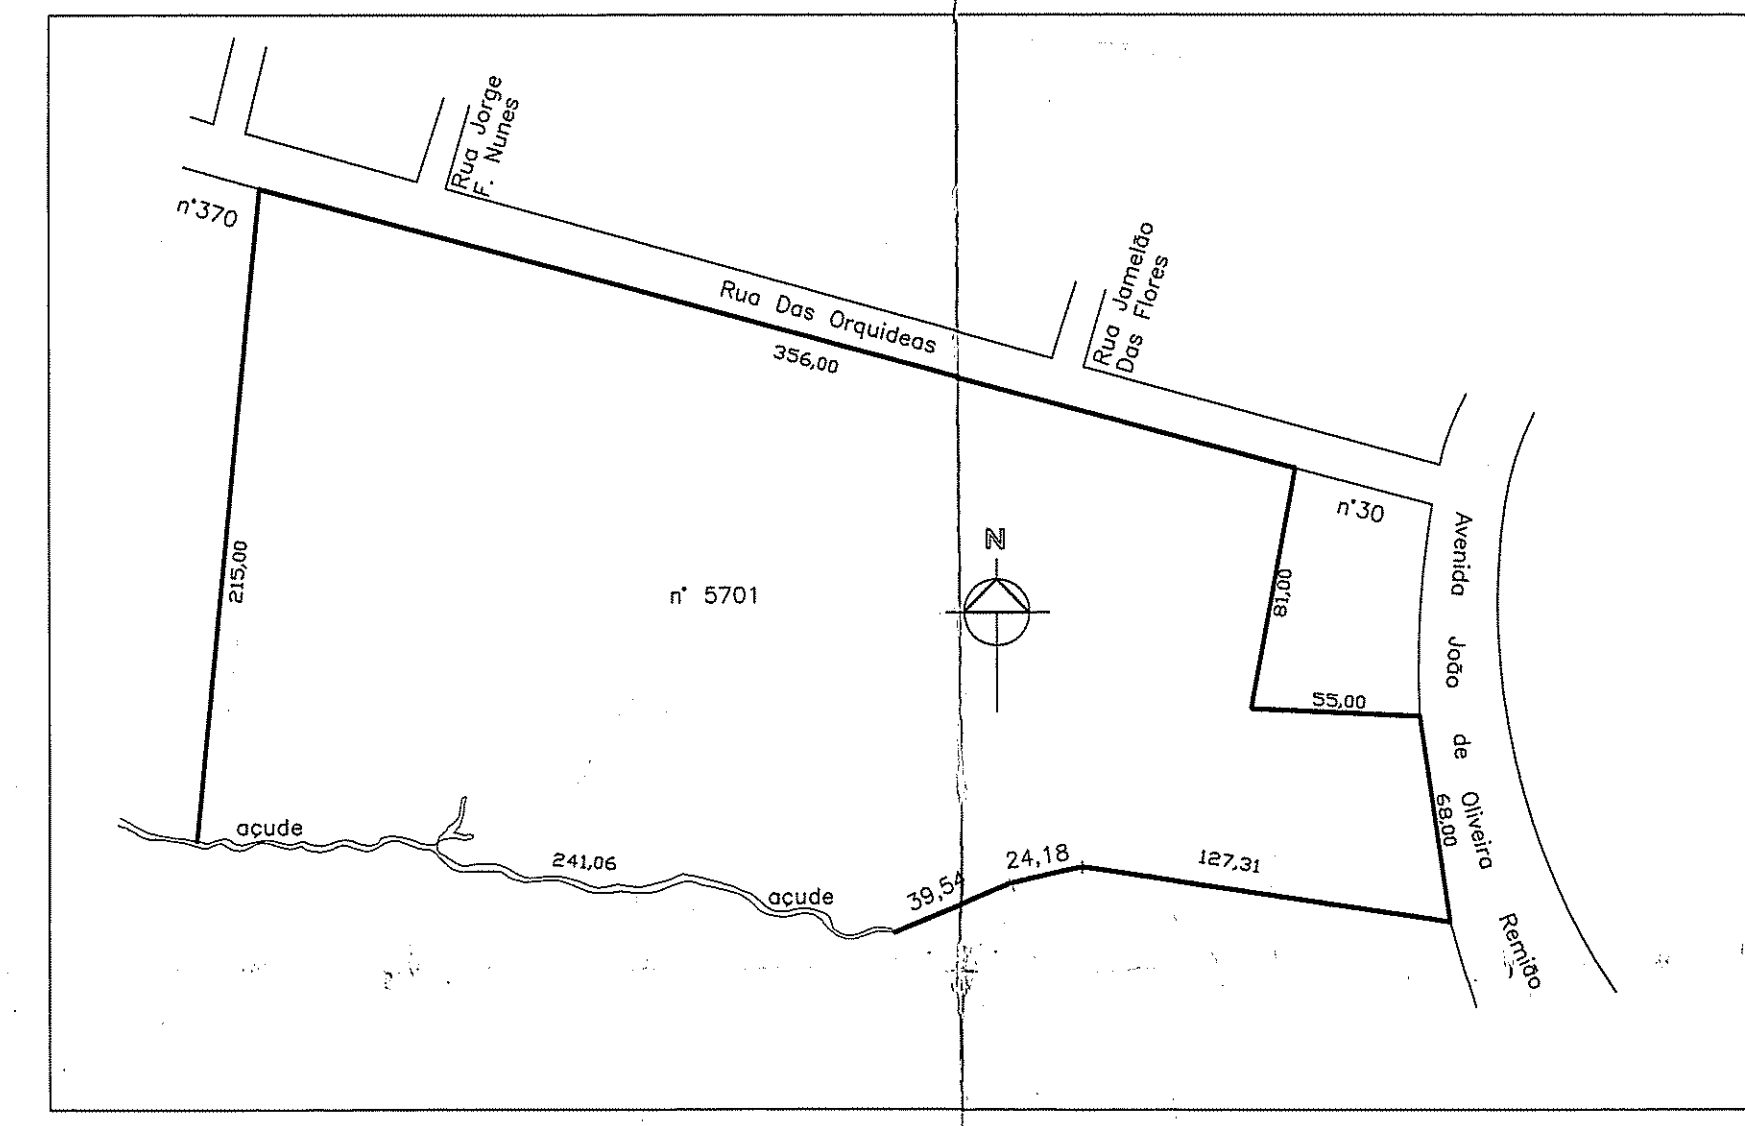 Rua Jorge
F. Nunes
n°370
Rua Jamelão
Das Flores
Rua Das Orquideas
356,00
n°30
Avenida João de Oliveira Remião
N
215,00
n° 5701
81,00
55,00
68,00
açude
241,06
açude
39,54
24,18
127,31